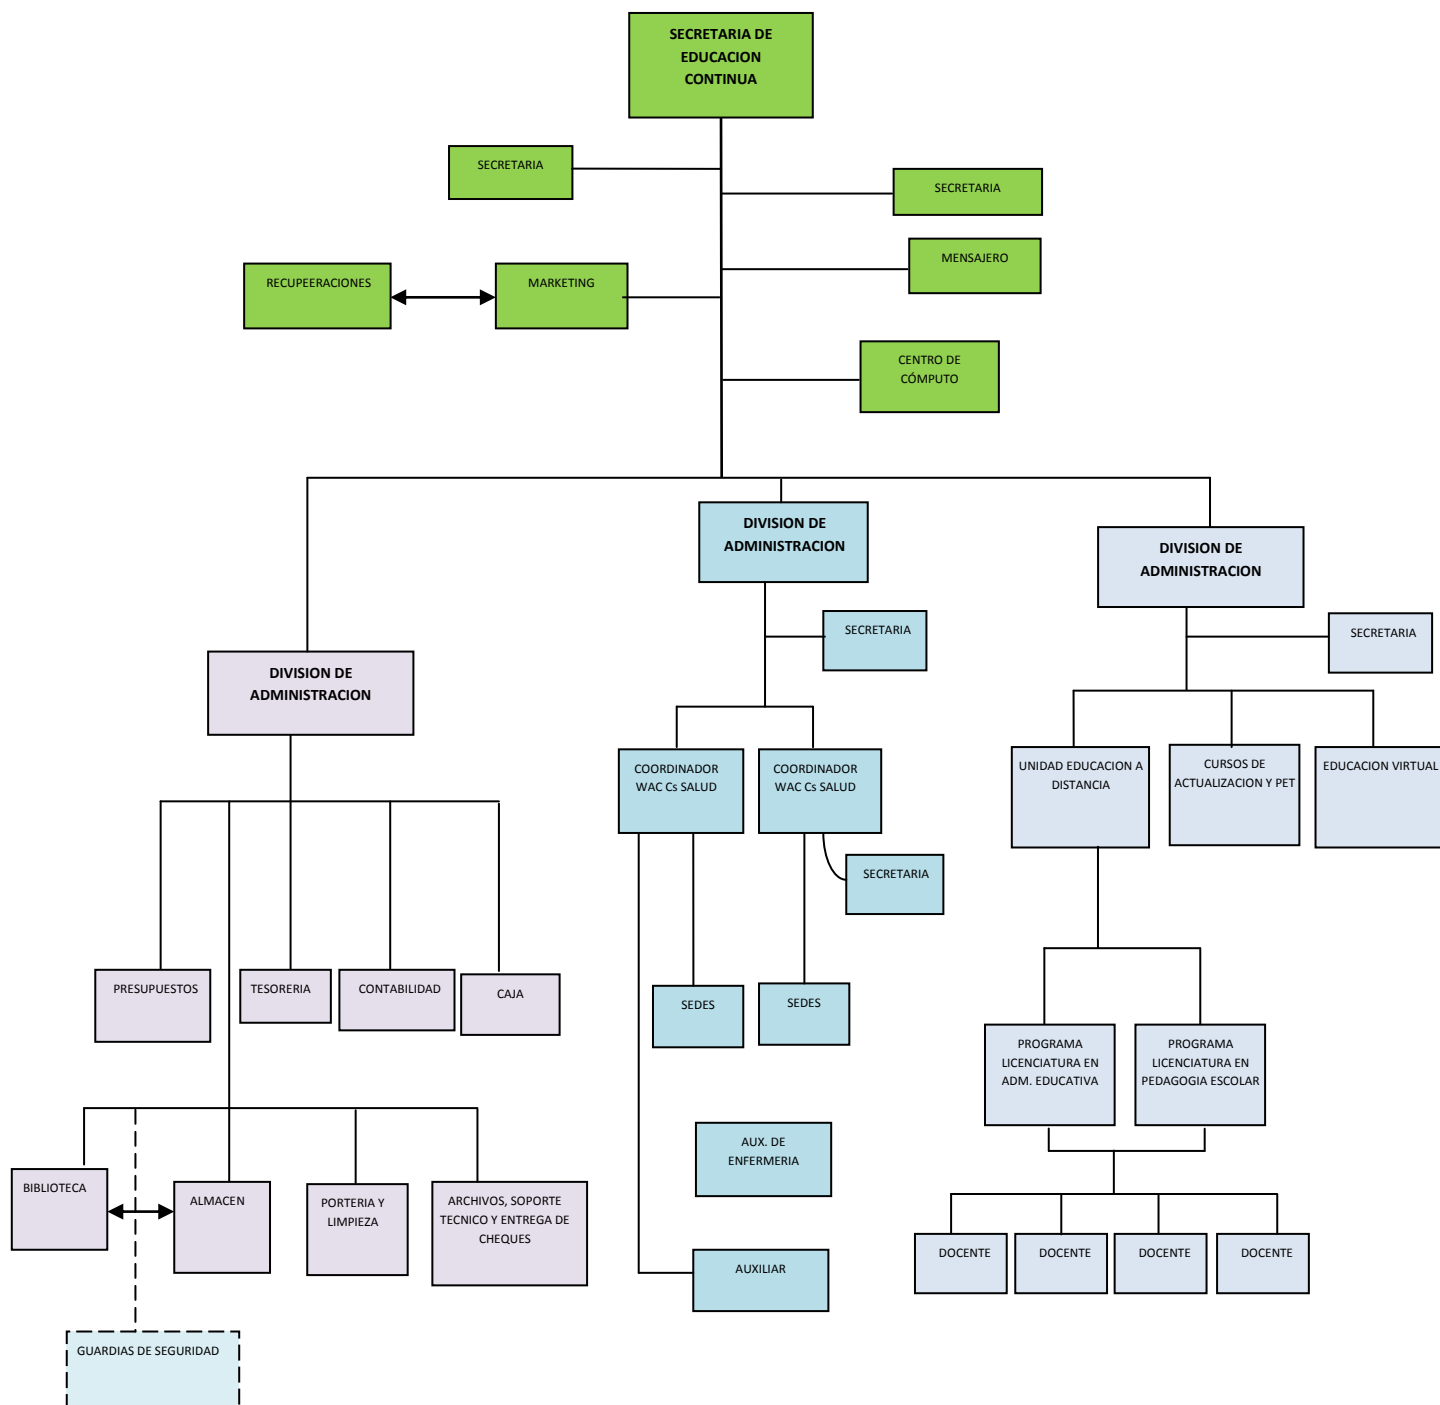 SECRETARIA DE
EDUCACION
CONTINUA
SECRETARIA
SECRETARIA
MENSAJERO
RECUPEERACIONES
MARKETING
CENTRO DE
CÓMPUTO
DIVISION DE
ADMINISTRACION
DIVISION DE
ADMINISTRACION
SECRETARIA
SECRETARIA
DIVISION DE
ADMINISTRACION
COORDINADOR
WAC Cs SALUD
COORDINADOR
WAC Cs SALUD
UNIDAD EDUCACION A
DISTANCIA
CURSOS DE
ACTUALIZACION Y PET
EDUCACION VIRTUAL
SECRETARIA
PRESUPUESTOS
TESORERIA
CONTABILIDAD
CAJA
SEDES
SEDES
PROGRAMA
LICENCIATURA EN
ADM. EDUCATIVA
PROGRAMA
LICENCIATURA EN
PEDAGOGIA ESCOLAR
AUX. DE
ENFERMERIA
BIBLIOTECA
ALMACEN
PORTERIA Y
LIMPIEZA
ARCHIVOS, SOPORTE
TECNICO Y ENTREGA DE
CHEQUES
AUXILIAR
DOCENTE
DOCENTE
DOCENTE
DOCENTE
GUARDIAS DE SEGURIDAD